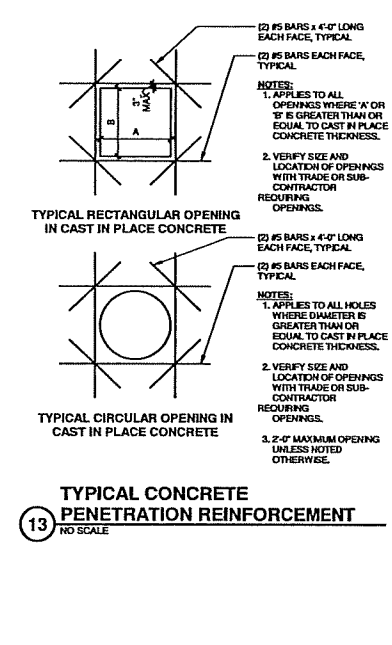 (2) #5 BARS x 4'-0" LONG
EACH FACE, TYPICAL
(2) #5 BARS EACH FACE,
TYPICAL
3"
MAX
B
A
NOTES:
1. APPLIES TO ALL
OPENINGS WHERE 'A' OR
'B' IS GREATER THAN OR
EQUAL TO CAST IN PLACE
CONCRETE THICKNESS.
2. VERIFY SIZE AND
LOCATION OF OPENINGS
WITH TRADE OR SUB-
CONTRACTOR
REQUIRING
OPENINGS.
TYPICAL RECTANGULAR OPENING
IN CAST IN PLACE CONCRETE
(2) #5 BARS x 4'-0" LONG
EACH FACE, TYPICAL
(2) #5 BARS EACH FACE,
TYPICAL
NOTES:
1. APPLIES TO ALL HOLES
WHERE DIAMETER IS
GREATER THAN OR
EQUAL TO CAST IN PLACE
CONCRETE THICKNESS.
2. VERIFY SIZE AND
LOCATION OF OPENINGS
WITH TRADE OR SUB-
CONTRACTOR
REQUIRING
OPENINGS.
3. 2'-0" MAXIMUM OPENING
UNLESS NOTED
OTHERWISE.
TYPICAL CIRCULAR OPENING IN
CAST IN PLACE CONCRETE
13
TYPICAL CONCRETE
PENETRATION REINFORCEMENT
NO SCALE